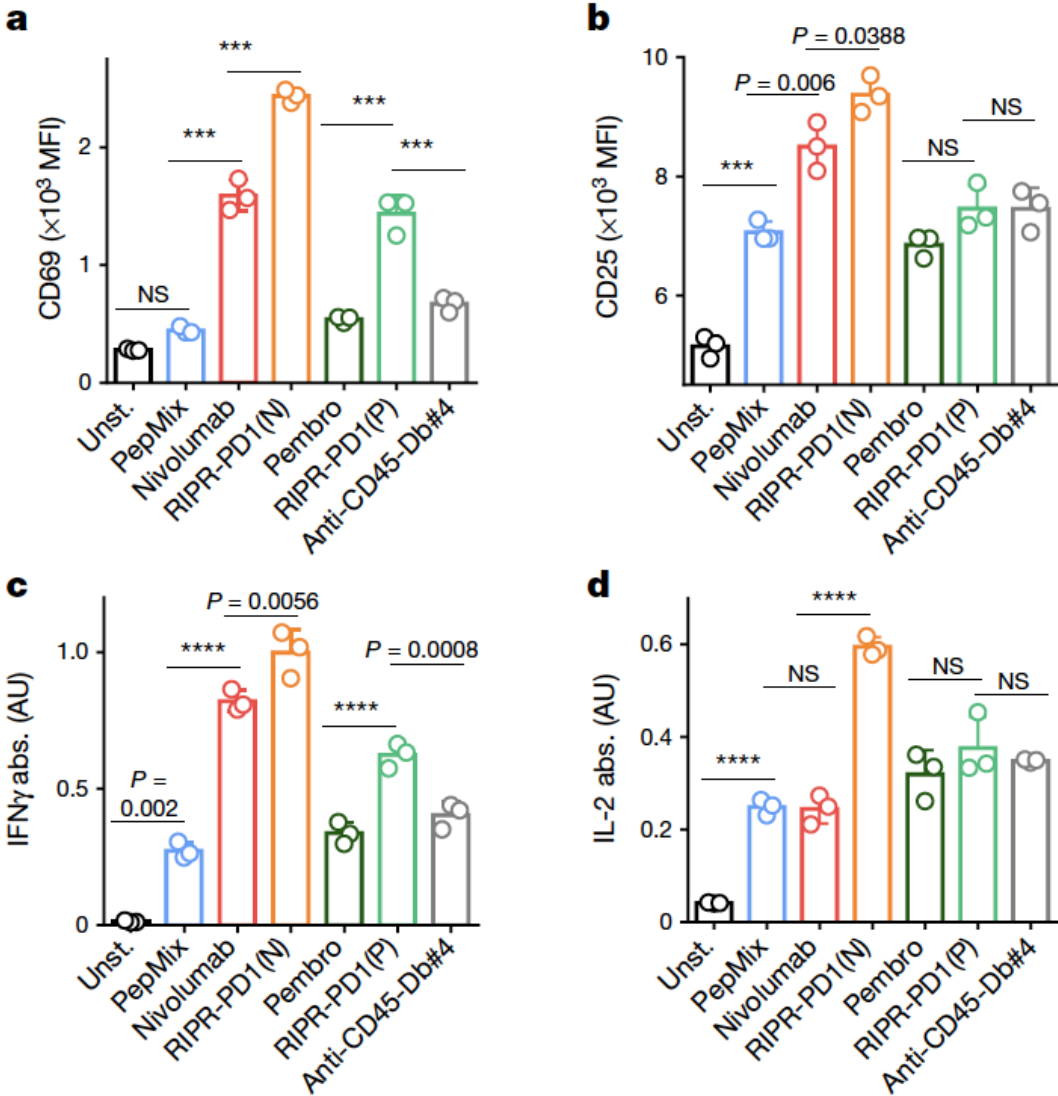 a
CD69 (×10³ MFI)
2
1
0
***
***
***
***
NS
Unst.
PepMix
Nivolumab
RIPR-PD1(N)
Pembro
RIPR-PD1(P)
Anti-CD45-Db#4
b
CD25 (×10³ MFI)
10
8
6
P = 0.0388
P = 0.006
NS
NS
***
Unst.
PepMix
Nivolumab
RIPR-PD1(N)
Pembro
RIPR-PD1(P)
Anti-CD45-Db#4
c
IFNγ abs. (AU)
1.0
0.5
0
P = 0.0056
****
P = 0.0008
****
P =
0.002
Unst.
PepMix
Nivolumab
RIPR-PD1(N)
Pembro
RIPR-PD1(P)
Anti-CD45-Db#4
d
IL-2 abs. (AU)
0.6
0.4
0.2
0
****
NS
NS
NS
****
Unst.
PepMix
Nivolumab
RIPR-PD1(N)
Pembro
RIPR-PD1(P)
Anti-CD45-Db#4